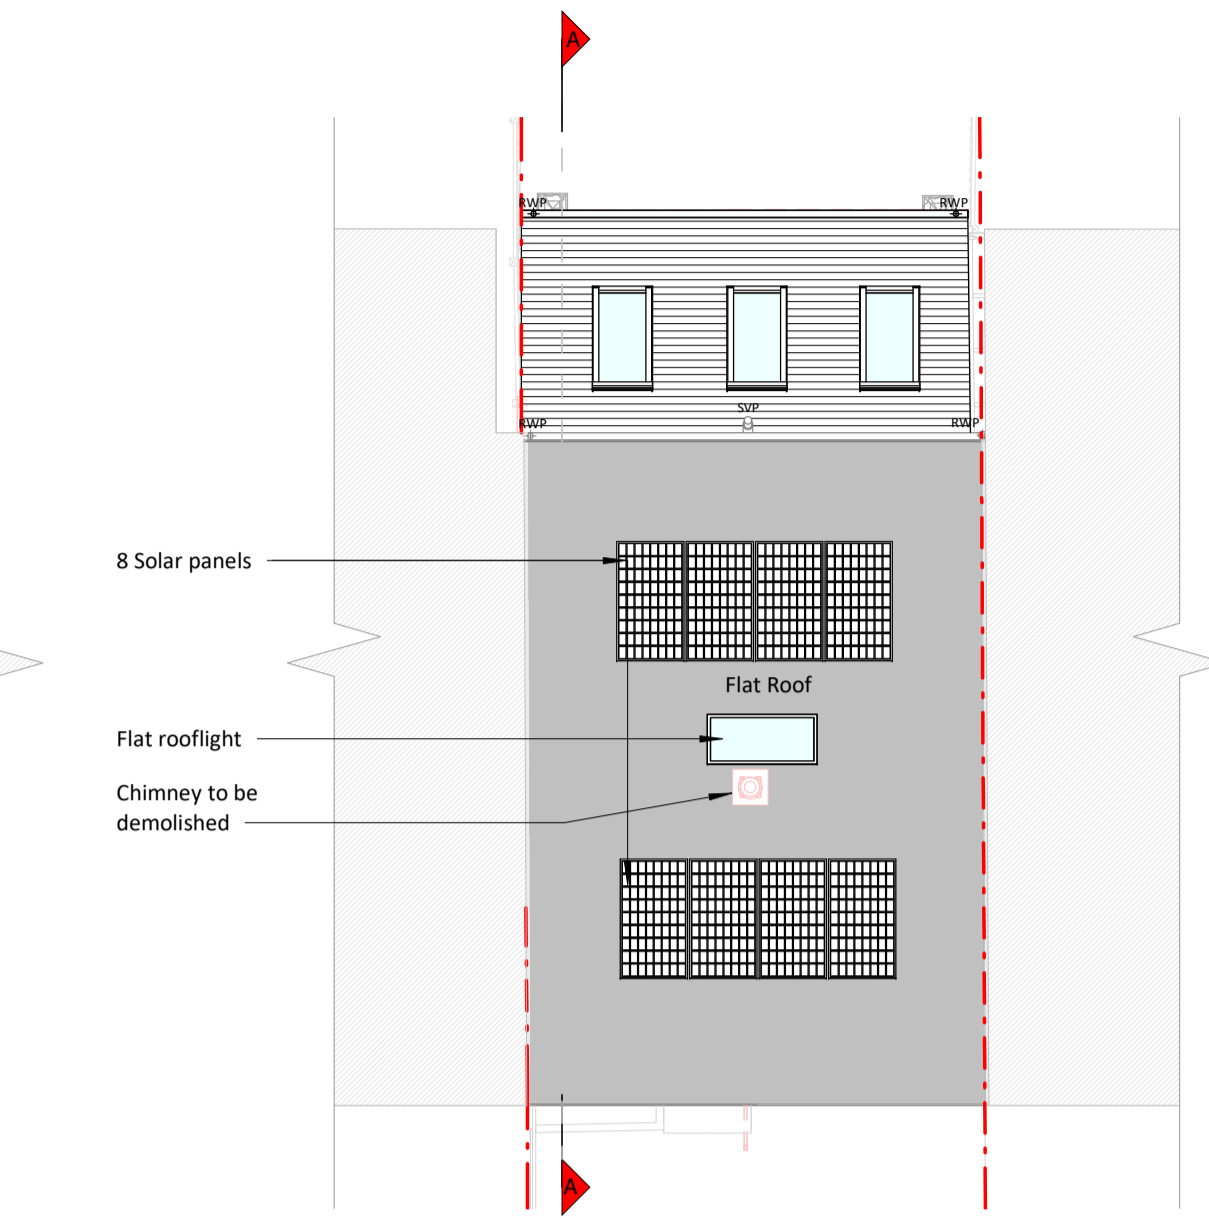 A
RWP
RWP
SVP
RWP
RWP
8 Solar panels
Flat Roof
Flat rooflight
Chimney to be
demolished
A